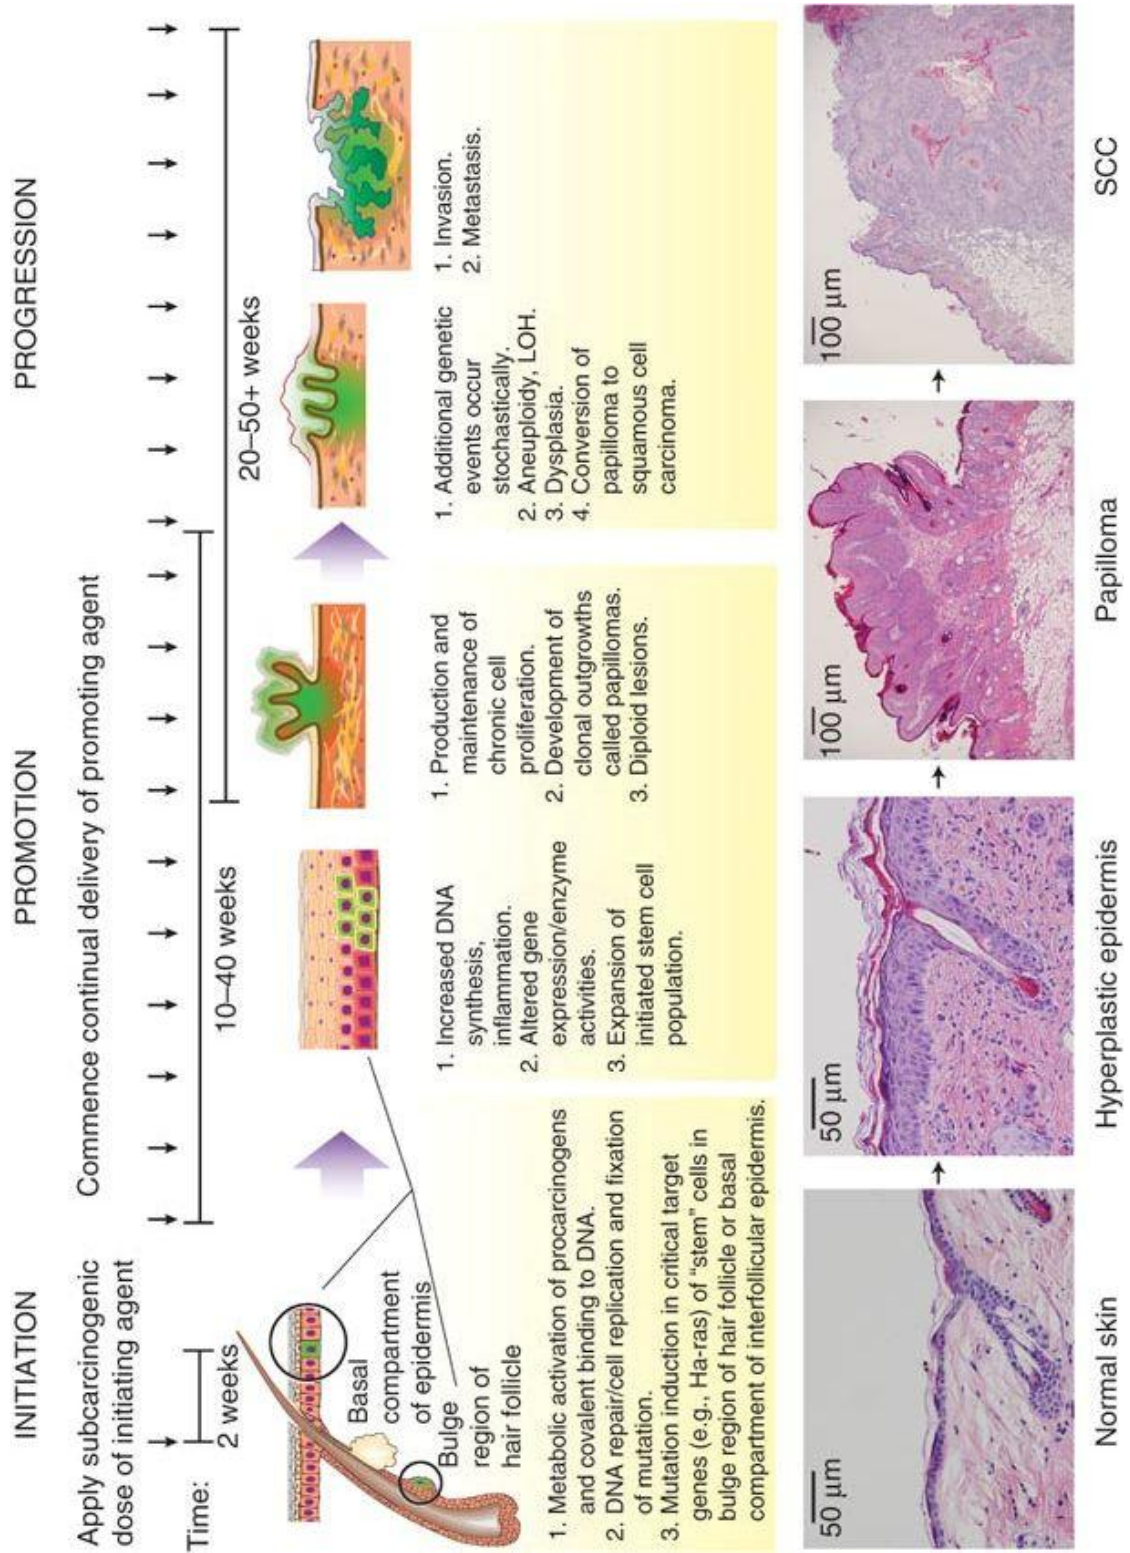 INITIATION
PROMOTION
PROGRESSION
Apply subcarcinogenic
dose of initiating agent
Commence continual delivery of promoting agent
Time:
2 weeks
10–40 weeks
20–50+ weeks
Basal
compartment
of epidermis
Bulge
region of
hair follicle
1. Metabolic activation of procarcinogens
and covalent binding to DNA.
2. DNA repair/cell replication and fixation
of mutation.
3. Mutation induction in critical target
genes (e.g., Ha-ras) of “stem” cells in
bulge region of hair follicle or basal
compartment of interfollicular epidermis.
1. Increased DNA
synthesis,
inflammation.
2. Altered gene
expression/enzyme
activities.
3. Expansion of
initiated stem cell
population.
1. Production and
maintenance of
chronic cell
proliferation.
2. Development of
clonal outgrowths
called papillomas.
3. Diploid lesions.
1. Additional genetic
events occur
stochastically.
2. Aneuploidy, LOH.
3. Dysplasia.
4. Conversion of
papilloma to
squamous cell
carcinoma.
1. Invasion.
2. Metastasis.
50 μm
50 μm
100 μm
100 μm
Normal skin
Hyperplastic epidermis
Papilloma
SCC